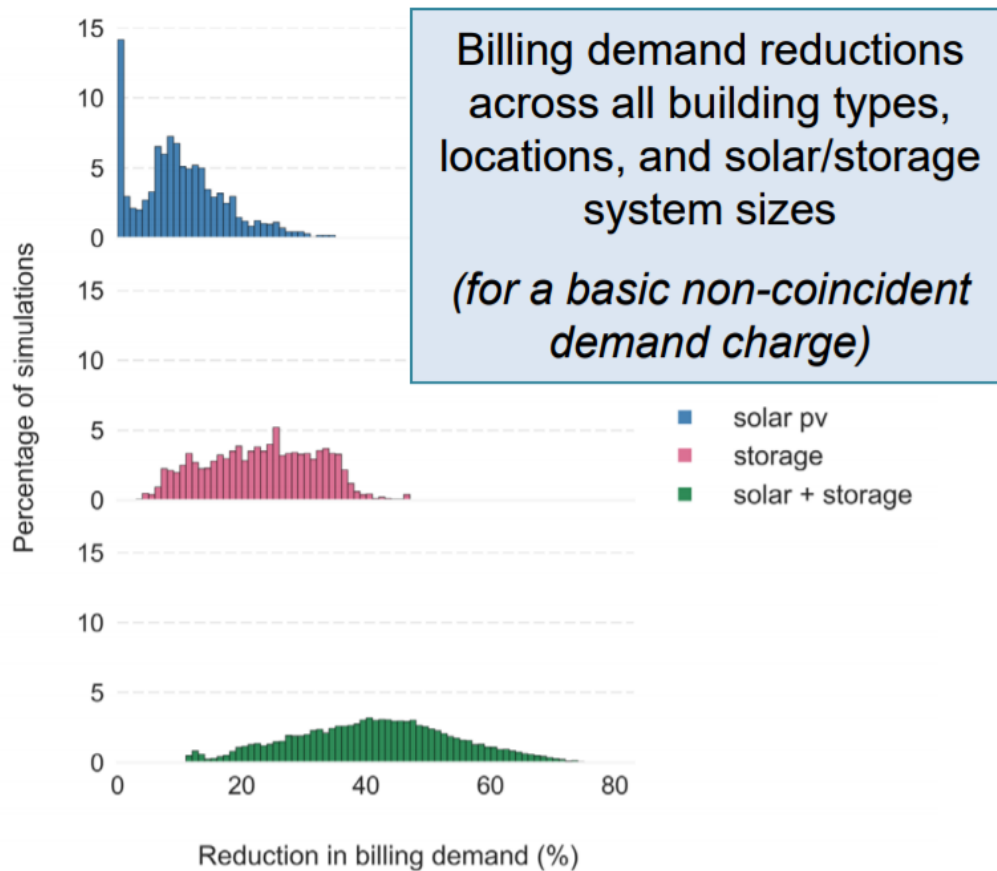 Billing demand reductions
across all building types,
locations, and solar/storage
system sizes
(for a basic non-coincident
demand charge)
Percentage of simulations
15
10
5
0
15
10
5
0
15
10
5
0
0 20 40 60 80
Reduction in billing demand (%)
solar pv
storage
solar + storage